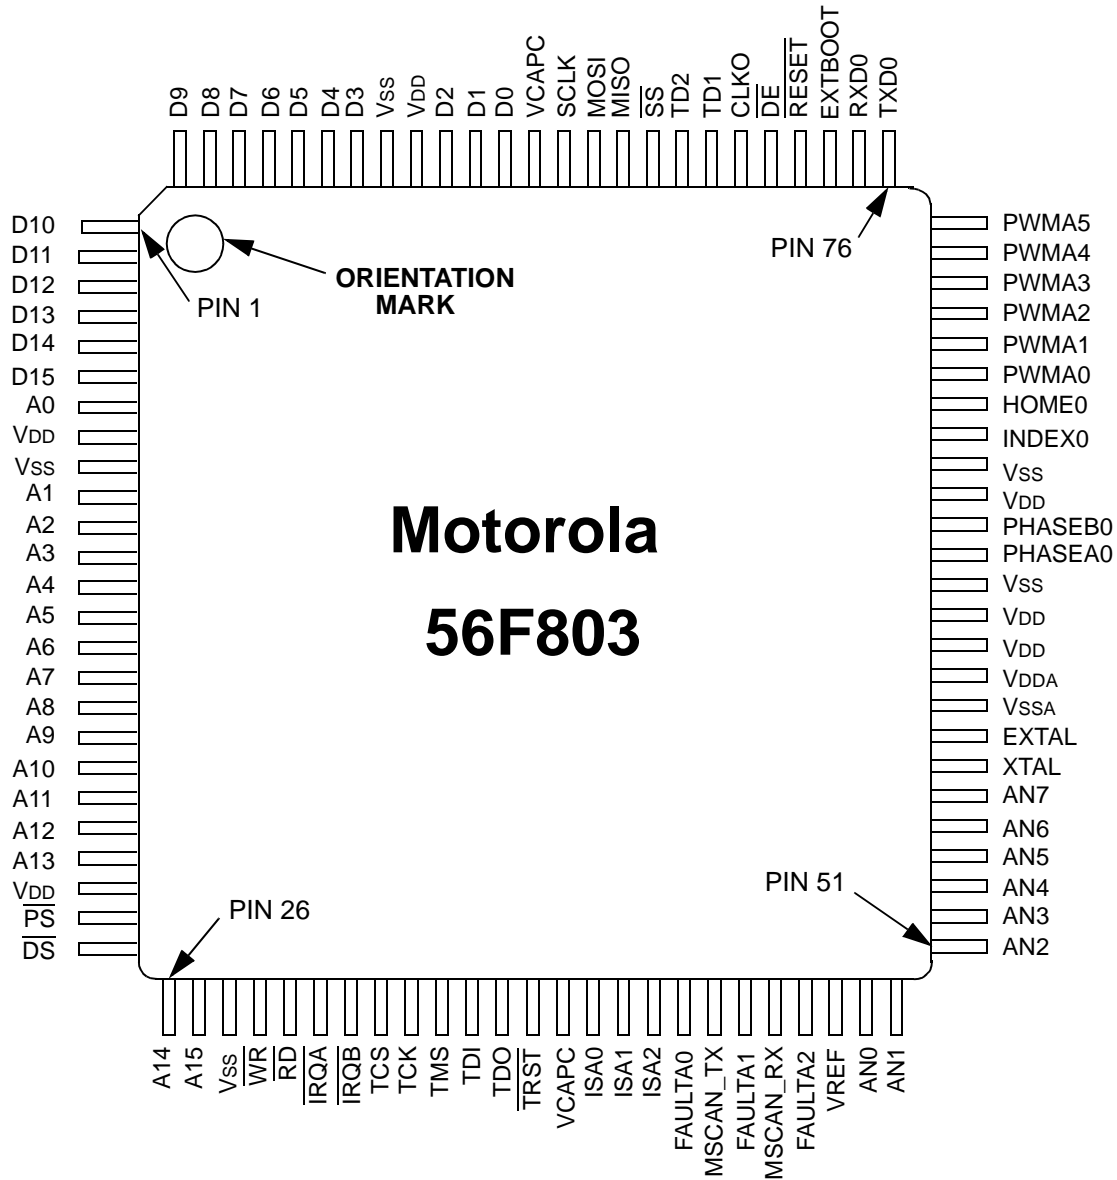 D9
D8
D7
D6
D5
D4
D3
VSS
VDD
D2
D1
D0
VCAPC
SCLK
MOSI
MISO
SS
TD2
TD1
CLKO
DE
RESET
EXTBOOT
RXD0
TXD0
D10
D11
D12
D13
D14
D15
A0
VDD
VSS
A1
A2
A3
A4
A5
A6
A7
A8
A9
A10
A11
A12
A13
VDD
PS
DS
PIN 1
ORIENTATION
MARK
PIN 76
Motorola
56F803
PIN 26
PIN 51
PWMA5
PWMA4
PWMA3
PWMA2
PWMA1
PWMA0
HOME0
INDEX0
VSS
VDD
PHASEB0
PHASEA0
VSS
VDD
VDD
VDDA
VSSA
EXTAL
XTAL
AN7
AN6
AN5
AN4
AN3
AN2
A14
A15
VSS
WR
RD
IRQA
IRQB
TCS
TCK
TMS
TDI
TDO
TRST
VCAPC
ISA0
ISA1
ISA2
FAULTA0
MSCAN_TX
FAULTA1
MSCAN_RX
FAULTA2
VREF
AN0
AN1